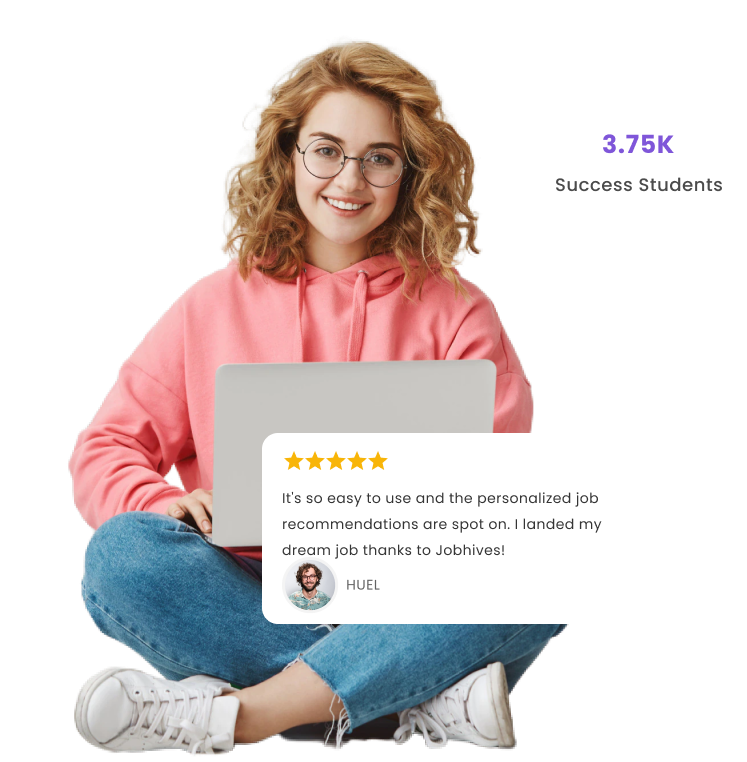 3.75K
Success Students
It's so easy to use and the personalized job
recommendations are spot on. I landed my
dream job thanks to Jobhives!
HUEL